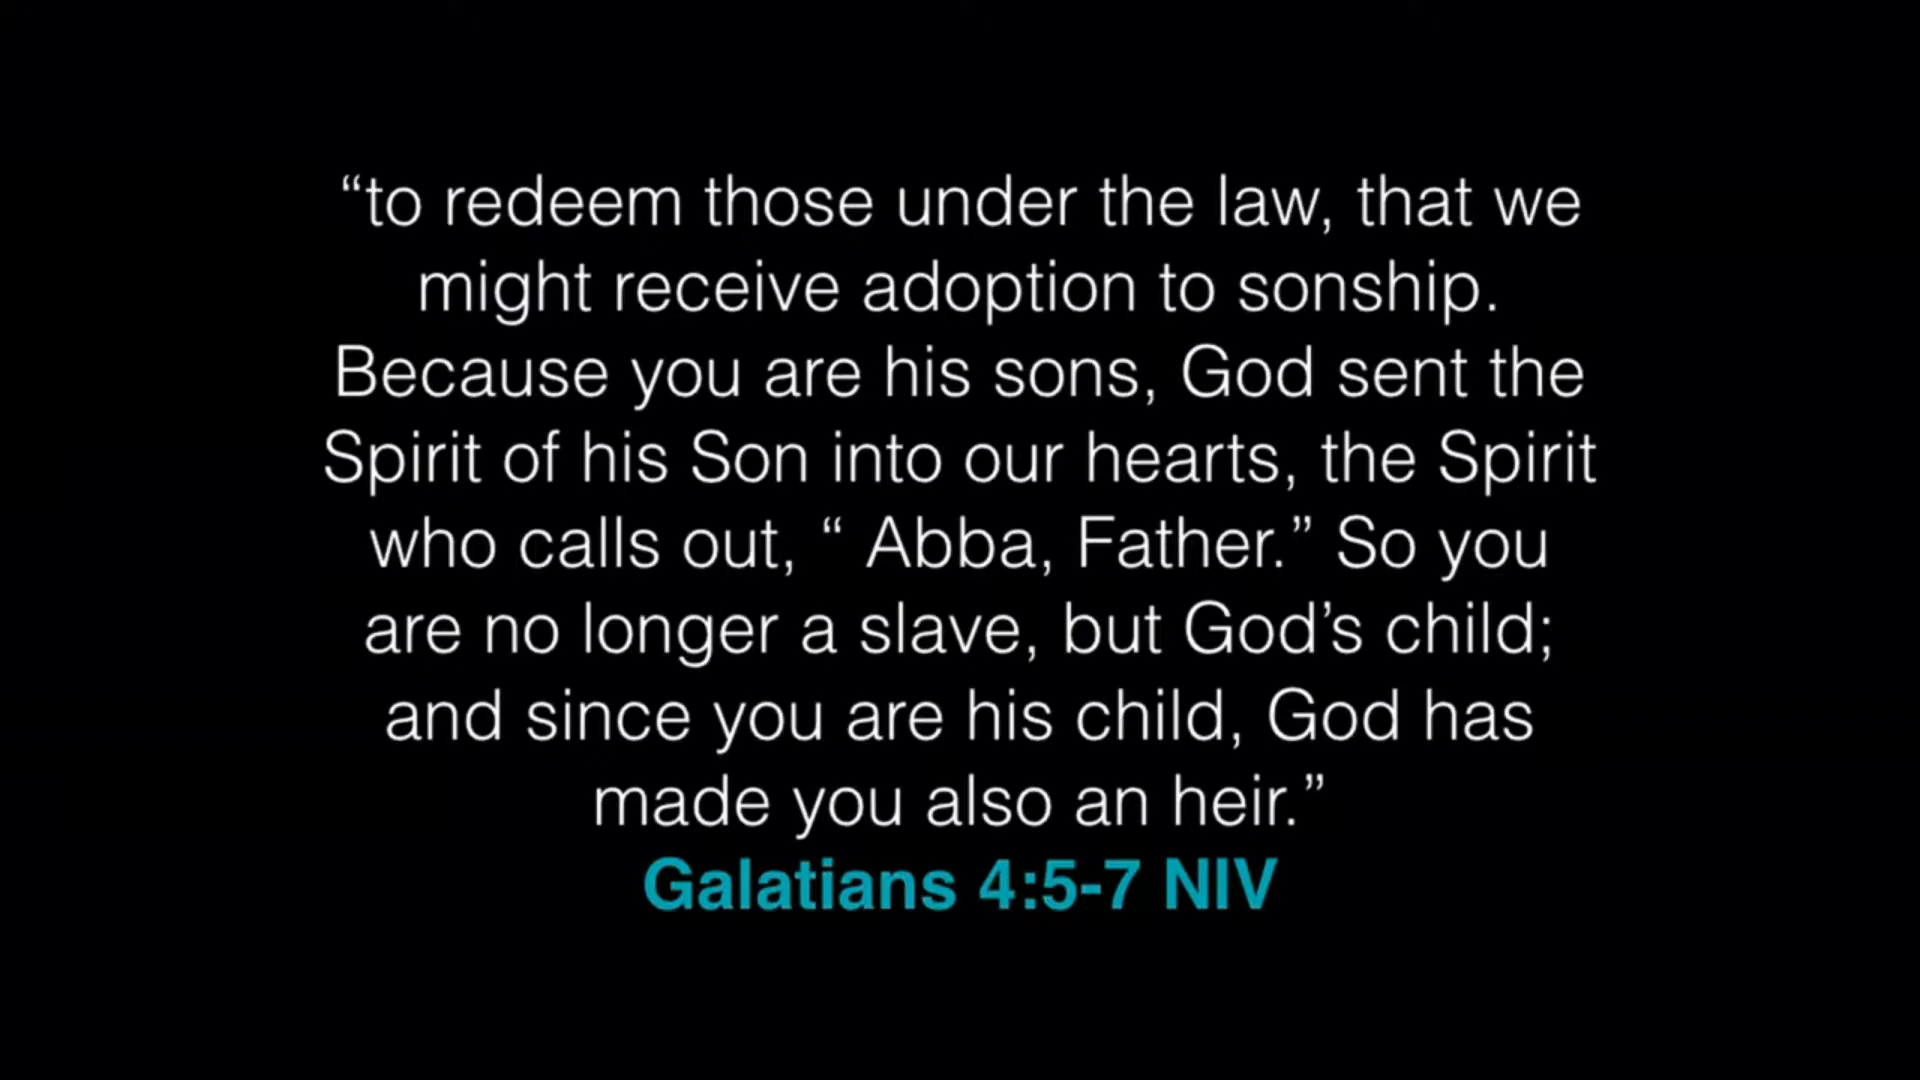 “to redeem those under the law, that we
might receive adoption to sonship.
Because you are his sons, God sent the
Spirit of his Son into our hearts, the Spirit
who calls out, “ Abba, Father.” So you
are no longer a slave, but God’s child;
and since you are his child, God has
made you also an heir.”
Galatians 4:5-7 NIV